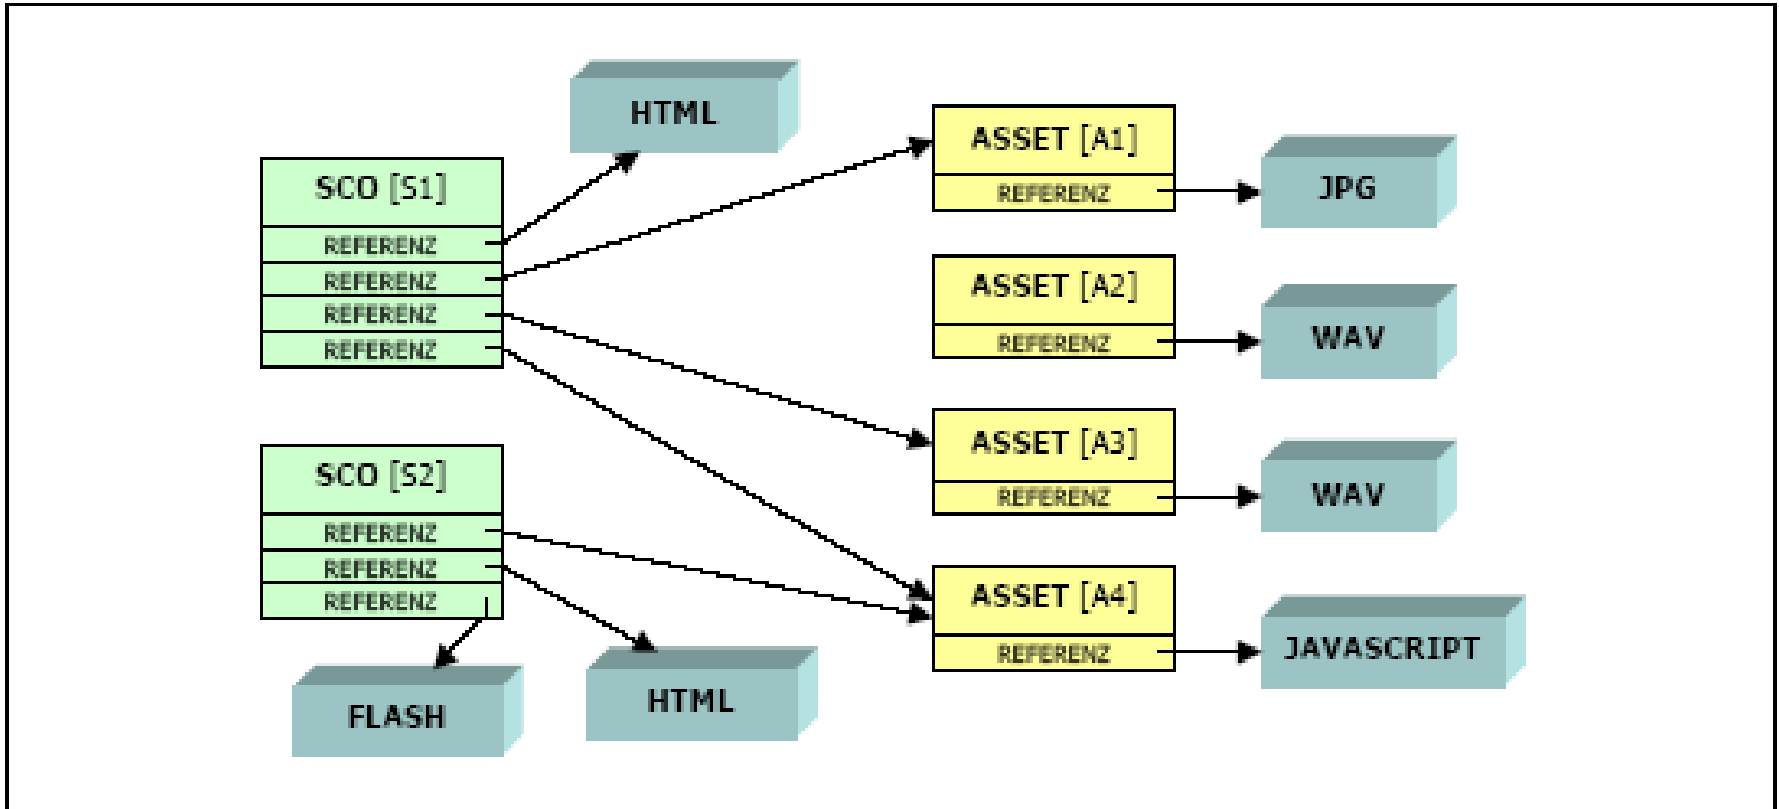 HTML
SCO [S1]
REFERENZ
REFERENZ
REFERENZ
REFERENZ
ASSET [A1]
REFERENZ
JPG
ASSET [A2]
REFERENZ
WAV
ASSET [A3]
REFERENZ
WAV
SCO [S2]
REFERENZ
REFERENZ
REFERENZ
ASSET [A4]
REFERENZ
JAVASCRIPT
FLASH
HTML